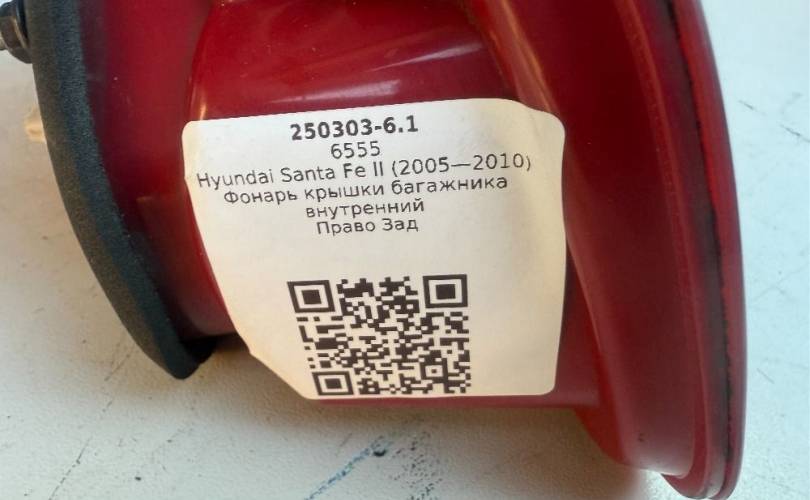 250303-6.1
6555
Hyundai Santa Fe II (2005—2010)
Фонарь крышки багажника
внутренний
Право Зад